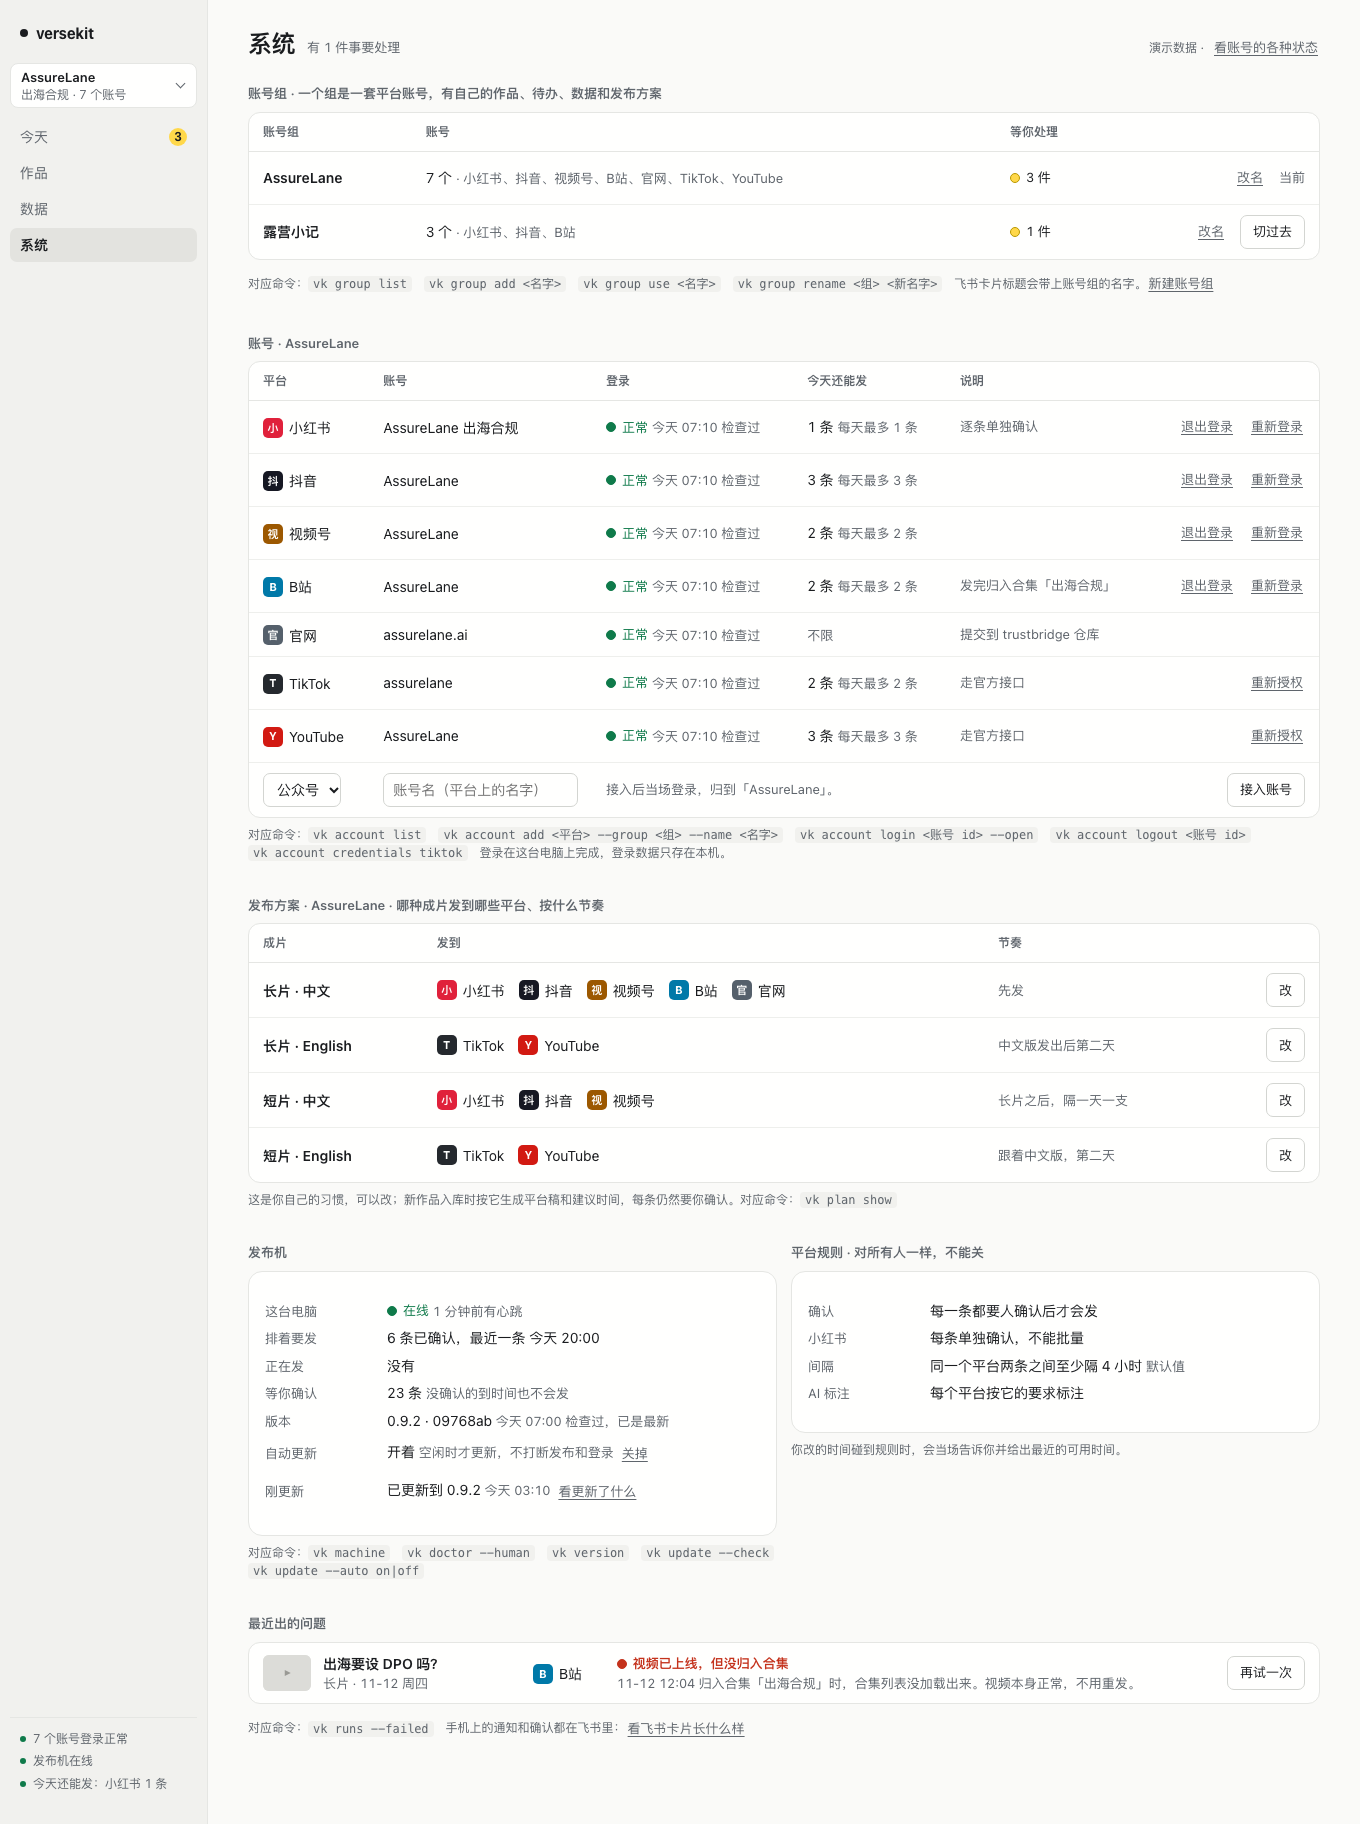 versekit
AssureLane
出海合规 · 7 个账号
今天 3
作品
数据
系统
7 个账号登录正常
发布机在线
今天还能发：小红书 1 条
系统 有 1 件事要处理
演示数据 · 看账号的各种状态
账号组 · 一个组是一套平台账号，有自己的作品、待办、数据和发布方案
账号组 账号 等你处理
AssureLane 7 个 · 小红书、抖音、视频号、B站、官网、TikTok、YouTube 3 件 改名 当前
露营小记 3 个 · 小红书、抖音、B站 1 件 改名 切过去
对应命令： vk group list vk group add <名字> vk group use <名字> vk group rename <组> <新名字> 飞书卡片标题会带上账号组的名字。 新建账号组
账号 · AssureLane
平台 账号 登录 今天还能发 说明
小 小红书 AssureLane 出海合规 正常 今天 07:10 检查过 1 条 每天最多 1 条 逐条单独确认 退出登录 重新登录
抖 抖音 AssureLane 正常 今天 07:10 检查过 3 条 每天最多 3 条 退出登录 重新登录
视 视频号 AssureLane 正常 今天 07:10 检查过 2 条 每天最多 2 条 退出登录 重新登录
B B站 AssureLane 正常 今天 07:10 检查过 2 条 每天最多 2 条 发完归入合集「出海合规」 退出登录 重新登录
官 官网 assurelane.ai 正常 今天 07:10 检查过 不限 提交到 trustbridge 仓库
T TikTok assurelane 正常 今天 07:10 检查过 2 条 每天最多 2 条 走官方接口 重新授权
Y YouTube AssureLane 正常 今天 07:10 检查过 3 条 每天最多 3 条 走官方接口 重新授权
公众号 账号名（平台上的名字） 接入后当场登录，归到「AssureLane」。 接入账号
对应命令： vk account list vk account add <平台> --group <组> --name <名字> vk account login <账号 id> --open vk account logout <账号 id>
vk account credentials tiktok 登录在这台电脑上完成，登录数据只存在本机。
发布方案 · AssureLane · 哪种成片发到哪些平台、按什么节奏
成片 发到 节奏
长片 · 中文 小 小红书 抖 抖音 视 视频号 B B站 官 官网 先发 改
长片 · English T TikTok Y YouTube 中文版发出后第二天 改
短片 · 中文 小 小红书 抖 抖音 视 视频号 长片之后，隔一天一支 改
短片 · English T TikTok Y YouTube 跟着中文版，第二天 改
这是你自己的习惯，可以改；新作品入库时按它生成平台稿和建议时间，每条仍然要你确认。对应命令： vk plan show
发布机
这台电脑 在线 1 分钟前有心跳
排着要发 6 条已确认，最近一条 今天 20:00
正在发 没有
等你确认 23 条 没确认的到时间也不会发
版本 0.9.2 · 09768ab 今天 07:00 检查过，已是最新
自动更新 开着 空闲时才更新，不打断发布和登录 关掉
刚更新 已更新到 0.9.2 今天 03:10 看更新了什么
对应命令： vk machine vk doctor --human vk version vk update --check
vk update --auto on|off
平台规则 · 对所有人一样，不能关
确认 每一条都要人确认后才会发
小红书 每条单独确认，不能批量
间隔 同一个平台两条之间至少隔 4 小时 默认值
AI 标注 每个平台按它的要求标注
你改的时间碰到规则时，会当场告诉你并给出最近的可用时间。
最近出的问题
出海要设 DPO 吗?
长片 · 11-12 周四
B B站
视频已上线，但没归入合集
11-12 12:04 归入合集「出海合规」时，合集列表没加载出来。视频本身正常，不用重发。
再试一次
对应命令： vk runs --failed 手机上的通知和确认都在飞书里： 看飞书卡片长什么样